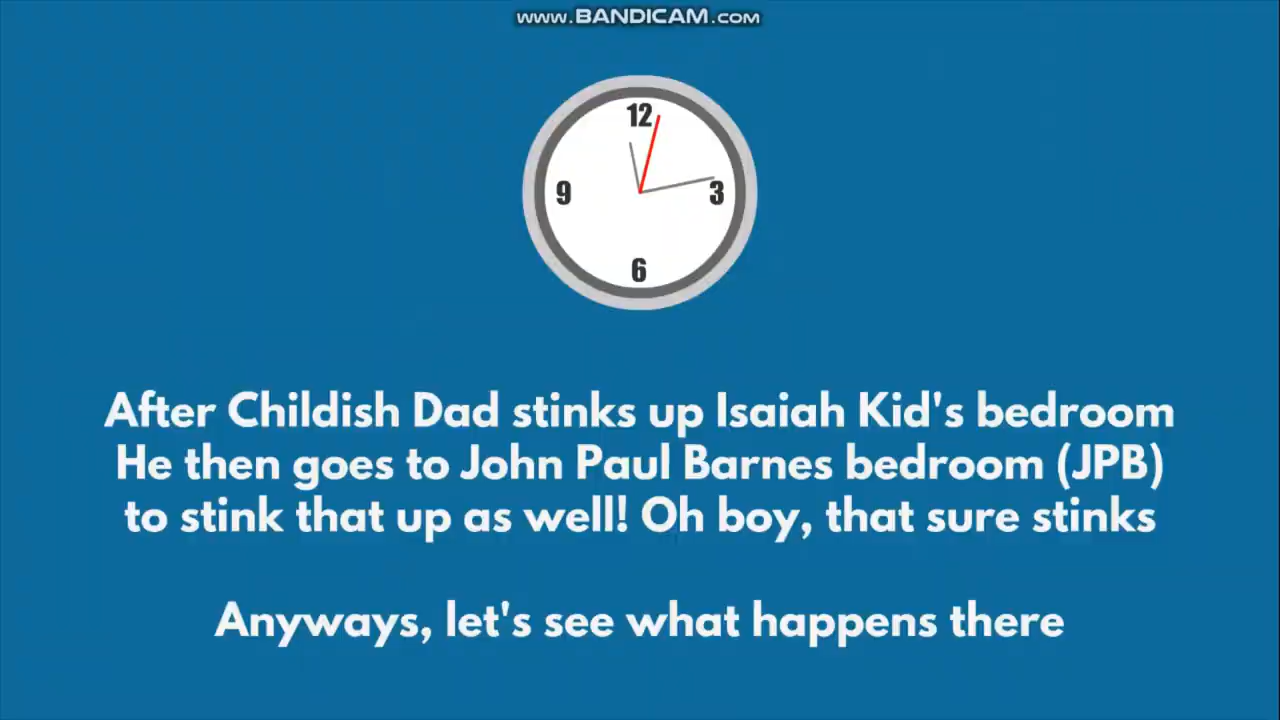 www.BANDICAM.com
12
9
3
6
After Childish Dad stinks up Isaiah Kid's bedroom
He then goes to John Paul Barnes bedroom (JPB)
to stink that up as well! Oh boy, that sure stinks
Anyways, let's see what happens there